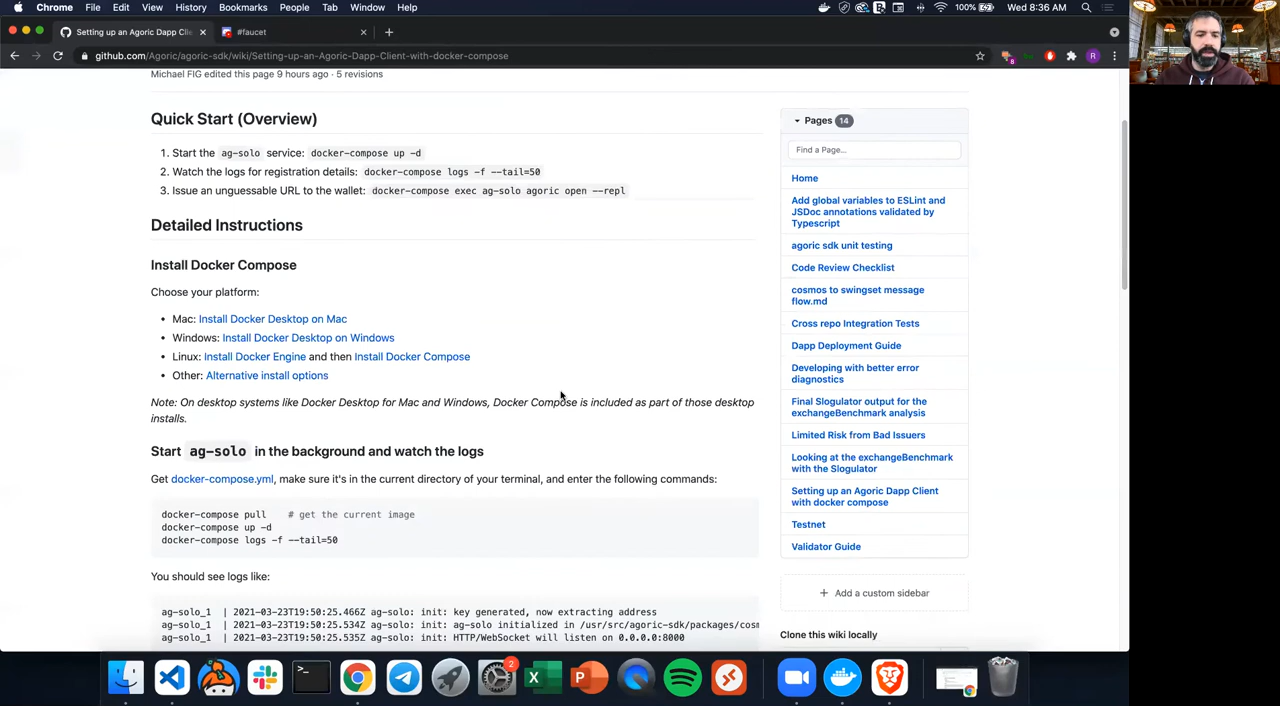 Chrome File Edit View History Bookmarks People Tab Window Help
100% Wed 8:36 AM
Setting up an Agoric Dapp Clie
#faucet
github.com/Agoric/agoric-sdk/wiki/Setting-up-an-Agoric-Dapp-Client-with-docker-compose
8
R
Michael FIG edited this page 9 hours ago · 5 revisions
Quick Start (Overview)
1. Start the ag-solo service: docker-compose up -d
2. Watch the logs for registration details: docker-compose logs -f --tail=50
3. Issue an unguessable URL to the wallet: docker-compose exec ag-solo agoric open --repl
Detailed Instructions
Install Docker Compose
Choose your platform:
• Mac: Install Docker Desktop on Mac
• Windows: Install Docker Desktop on Windows
• Linux: Install Docker Engine and then Install Docker Compose
• Other: Alternative install options
Note: On desktop systems like Docker Desktop for Mac and Windows, Docker Compose is included as part of those desktop
installs.
Start ag-solo in the background and watch the logs
Get docker-compose.yml, make sure it's in the current directory of your terminal, and enter the following commands:
docker-compose pull # get the current image
docker-compose up -d
docker-compose logs -f --tail=50
You should see logs like:
ag-solo_1 | 2021-03-23T19:50:25.466Z ag-solo: init: key generated, now extracting address
ag-solo_1 | 2021-03-23T19:50:25.534Z ag-solo: init: ag-solo initialized in /usr/src/agoric-sdk/packages/cosm
ag-solo_1 | 2021-03-23T19:50:25.535Z ag-solo: init: HTTP/WebSocket will listen on 0.0.0.0:8000
Pages 14
Find a Page...
Home
Add global variables to ESLint and
JSDoc annotations validated by
Typescript
agoric sdk unit testing
Code Review Checklist
cosmos to swingset message
flow.md
Cross repo Integration Tests
Dapp Deployment Guide
Developing with better error
diagnostics
Final Slogulator output for the
exchangeBenchmark analysis
Limited Risk from Bad Issuers
Looking at the exchangeBenchmark
with the Slogulator
Setting up an Agoric Dapp Client
with docker compose
Testnet
Validator Guide
+ Add a custom sidebar
Clone this wiki locally
2
X
P